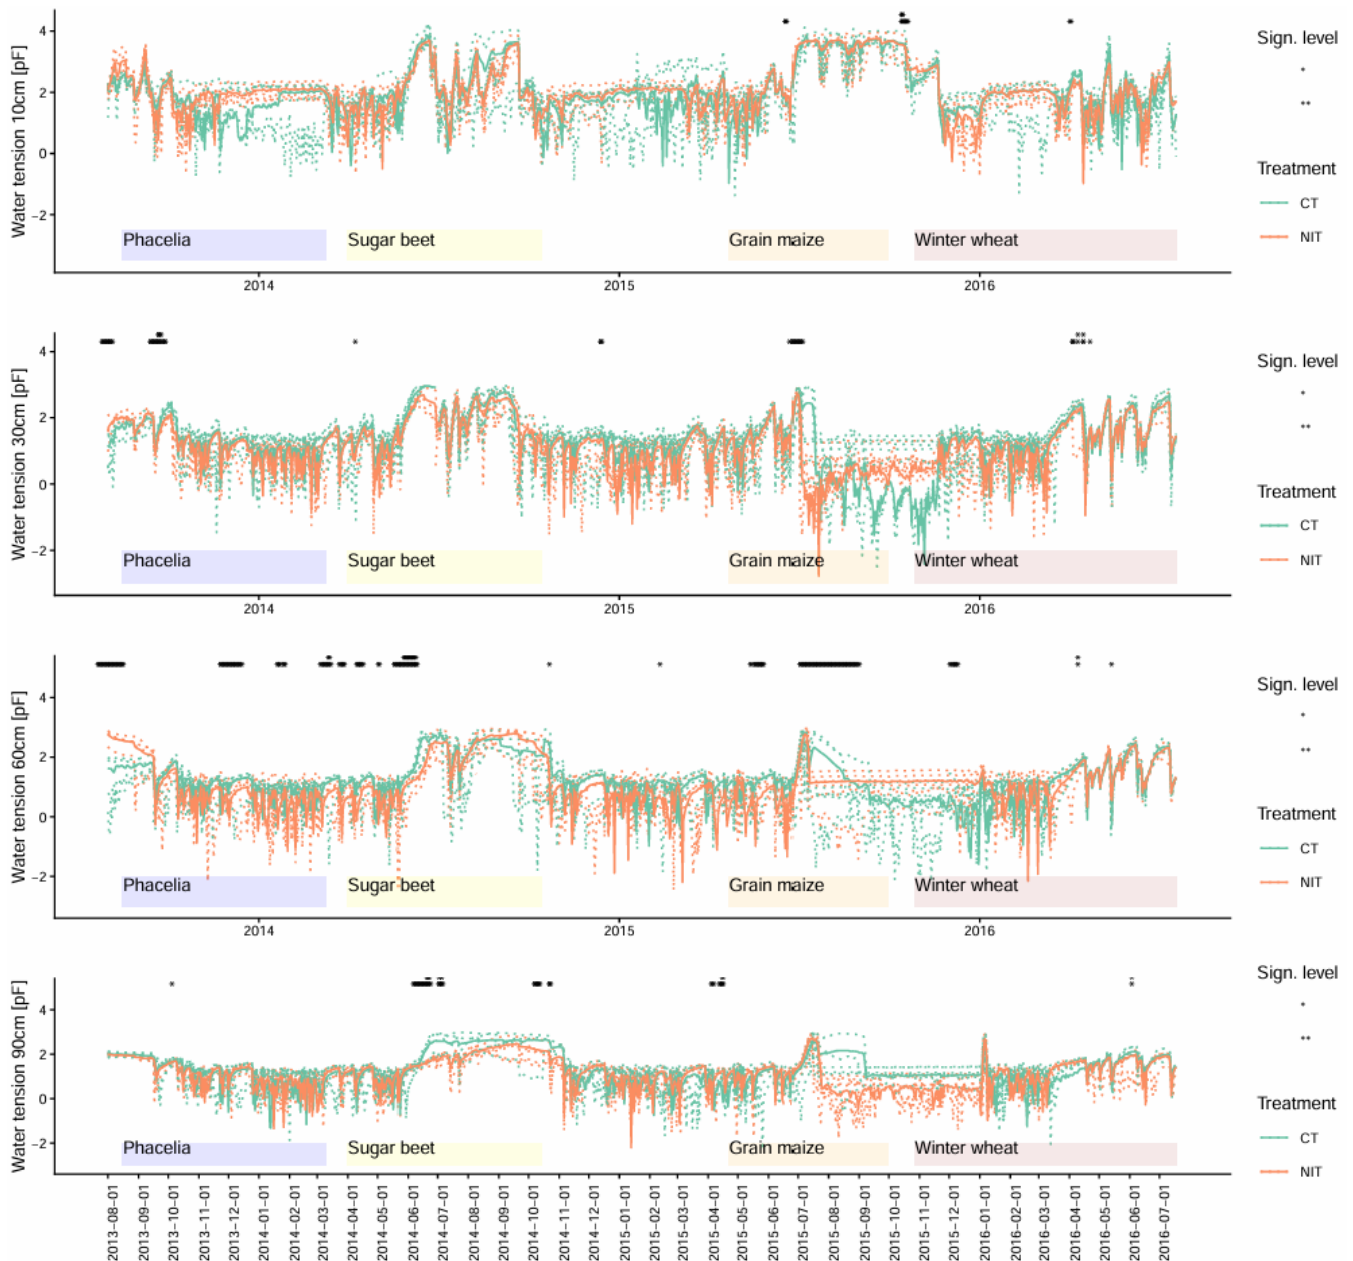 Water tension 10cm [pF]
4
2
0
−2
Phacelia
Sugar beet
Grain maize
Winter wheat
2014
2015
2016
Sign. level
*
**
Treatment
CT
NIT
Water tension 30cm [pF]
4
2
0
−2
Phacelia
Sugar beet
Grain maize
Winter wheat
2014
2015
2016
Sign. level
*
**
Treatment
CT
NIT
Water tension 60cm [pF]
4
2
0
−2
Phacelia
Sugar beet
Grain maize
Winter wheat
2014
2015
2016
Sign. level
*
**
Treatment
CT
NIT
Water tension 90cm [pF]
4
2
0
−2
Phacelia
Sugar beet
Grain maize
Winter wheat
2013−08−01
2013−09−01
2013−10−01
2013−11−01
2013−12−01
2014−01−01
2014−02−01
2014−03−01
2014−04−01
2014−05−01
2014−06−01
2014−07−01
2014−08−01
2014−09−01
2014−10−01
2014−11−01
2014−12−01
2015−01−01
2015−02−01
2015−03−01
2015−04−01
2015−05−01
2015−06−01
2015−07−01
2015−08−01
2015−09−01
2015−10−01
2015−11−01
2015−12−01
2016−01−01
2016−02−01
2016−03−01
2016−04−01
2016−05−01
2016−06−01
2016−07−01
Sign. level
*
**
Treatment
CT
NIT